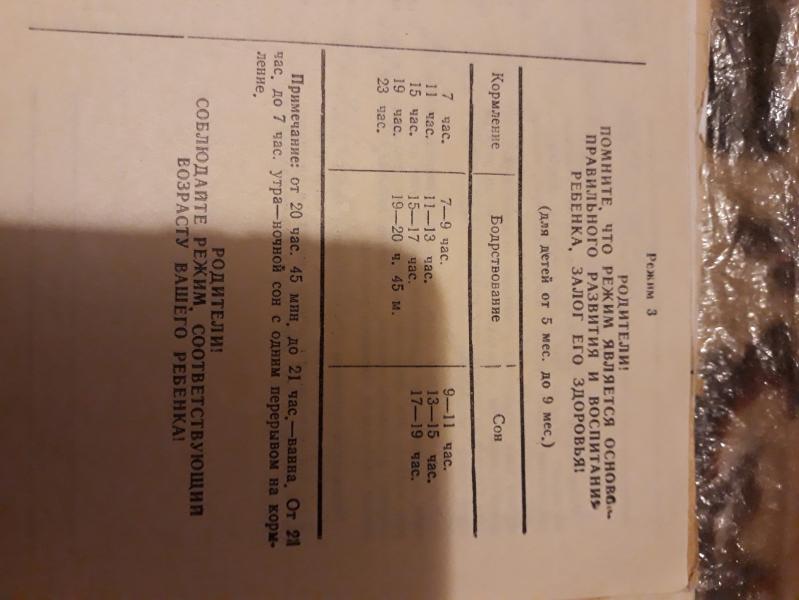 Режим 3
РОДИТЕЛИ!
ПОМНИТЕ, ЧТО РЕЖИМ ЯВЛЯЕТСЯ ОСНОВОЙ
ПРАВИЛЬНОГО РАЗВИТИЯ И ВОСПИТАНИЯ
РЕБЕНКА, ЗАЛОГ ЕГО ЗДОРОВЬЯ!
(для детей от 5 мес. до 9 мес.)
Кормление Бодрствование Сон
7 час. 7—9 час. 9—11 час.
11 час. 11—13 час. 13—15 час.
15 час. 15—17 час. 17—19 час.
19 час. 19—20 ч. 45 м.
23 час.
Примечание: от 20 час. 45 мин. до 21 час.—ванна. От 21
час. до 7 час. утра—ночной сон с одним перерывом на корм-
ление.
РОДИТЕЛИ!
СОБЛЮДАЙТЕ РЕЖИМ, СООТВЕТСТВУЮЩИЙ
ВОЗРАСТУ ВАШЕГО РЕБЕНКА!